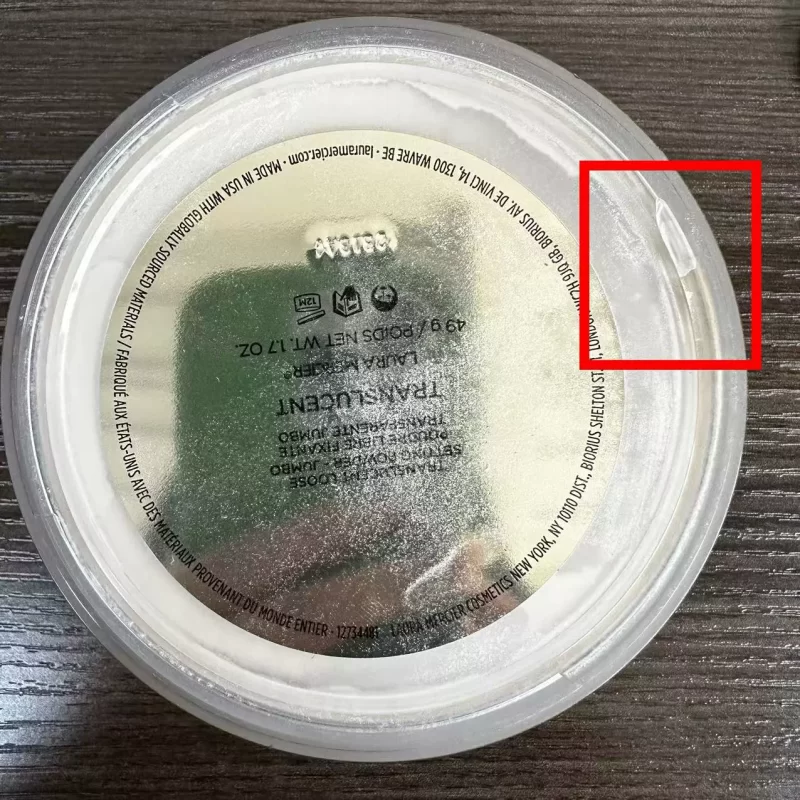 TRANSLUCENT LOOSE
SETTING POWDER - JUMBO
POUDRE LIBRE FIXANTE
TRANSPARENTE JUMBO
TRANSLUCENT
LAURA MERCIER®
49 g / POIDS NET WT. 1.7 OZ.
12M
LAURA MERCIER COSMETICS NEW YORK, NY 10110 DIST., BIORIUS SHELTON ST. LONDON WC2H 9JQ GB, BIORIUS AV. DE VINCI 14, 1300 WAVRE BE • lauramercier.com • MADE IN USA WITH GLOBALLY SOURCED MATERIALS / FABRIQUÉ AUX ÉTATS-UNIS AVEC DES MATÉRIAUX PROVENANT DU MONDE ENTIER • 12734481